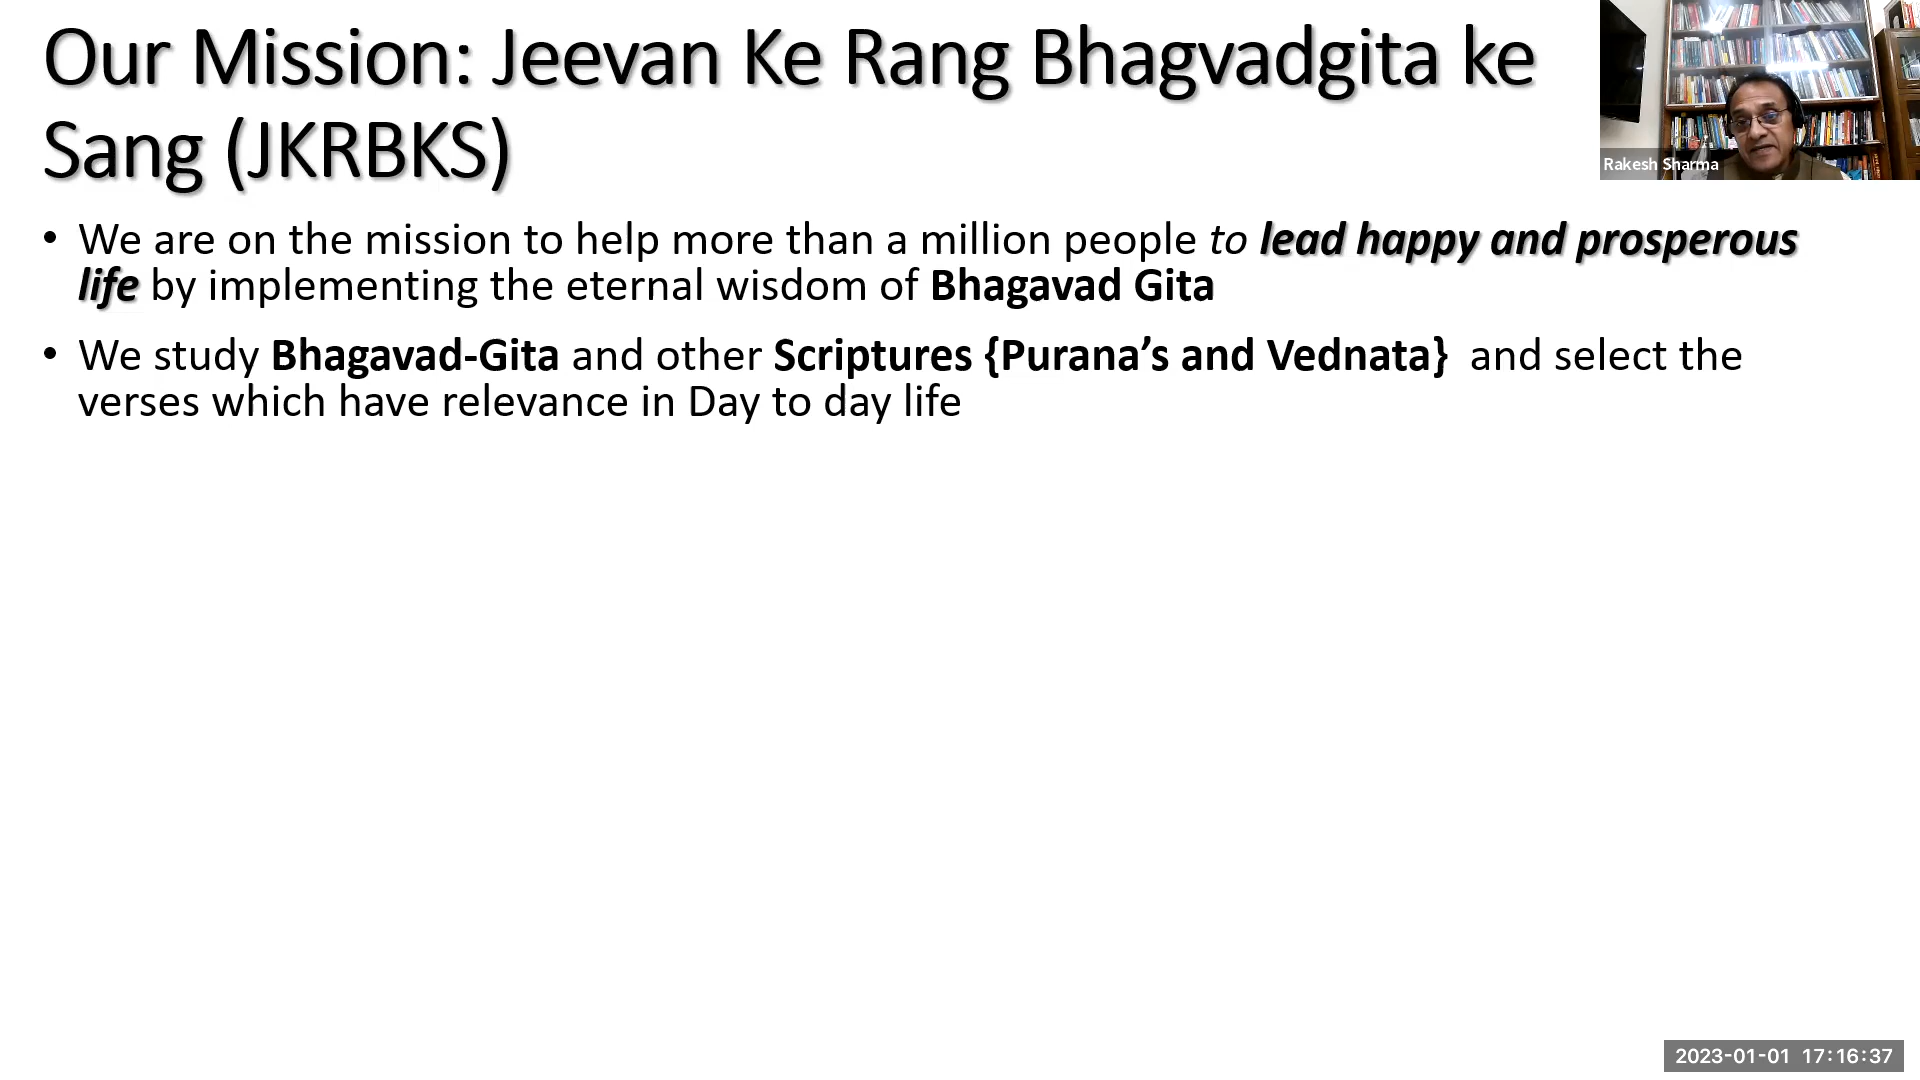 Our Mission: Jeevan Ke Rang Bhagvadgita ke
Sang (JKRBKS)
Rakesh Sharma
• We are on the mission to help more than a million people to lead happy and prosperous
life by implementing the eternal wisdom of Bhagavad Gita
• We study Bhagavad-Gita and other Scriptures {Purana’s and Vednata}  and select the
verses which have relevance in Day to day life
2023-01-01 17:16:37